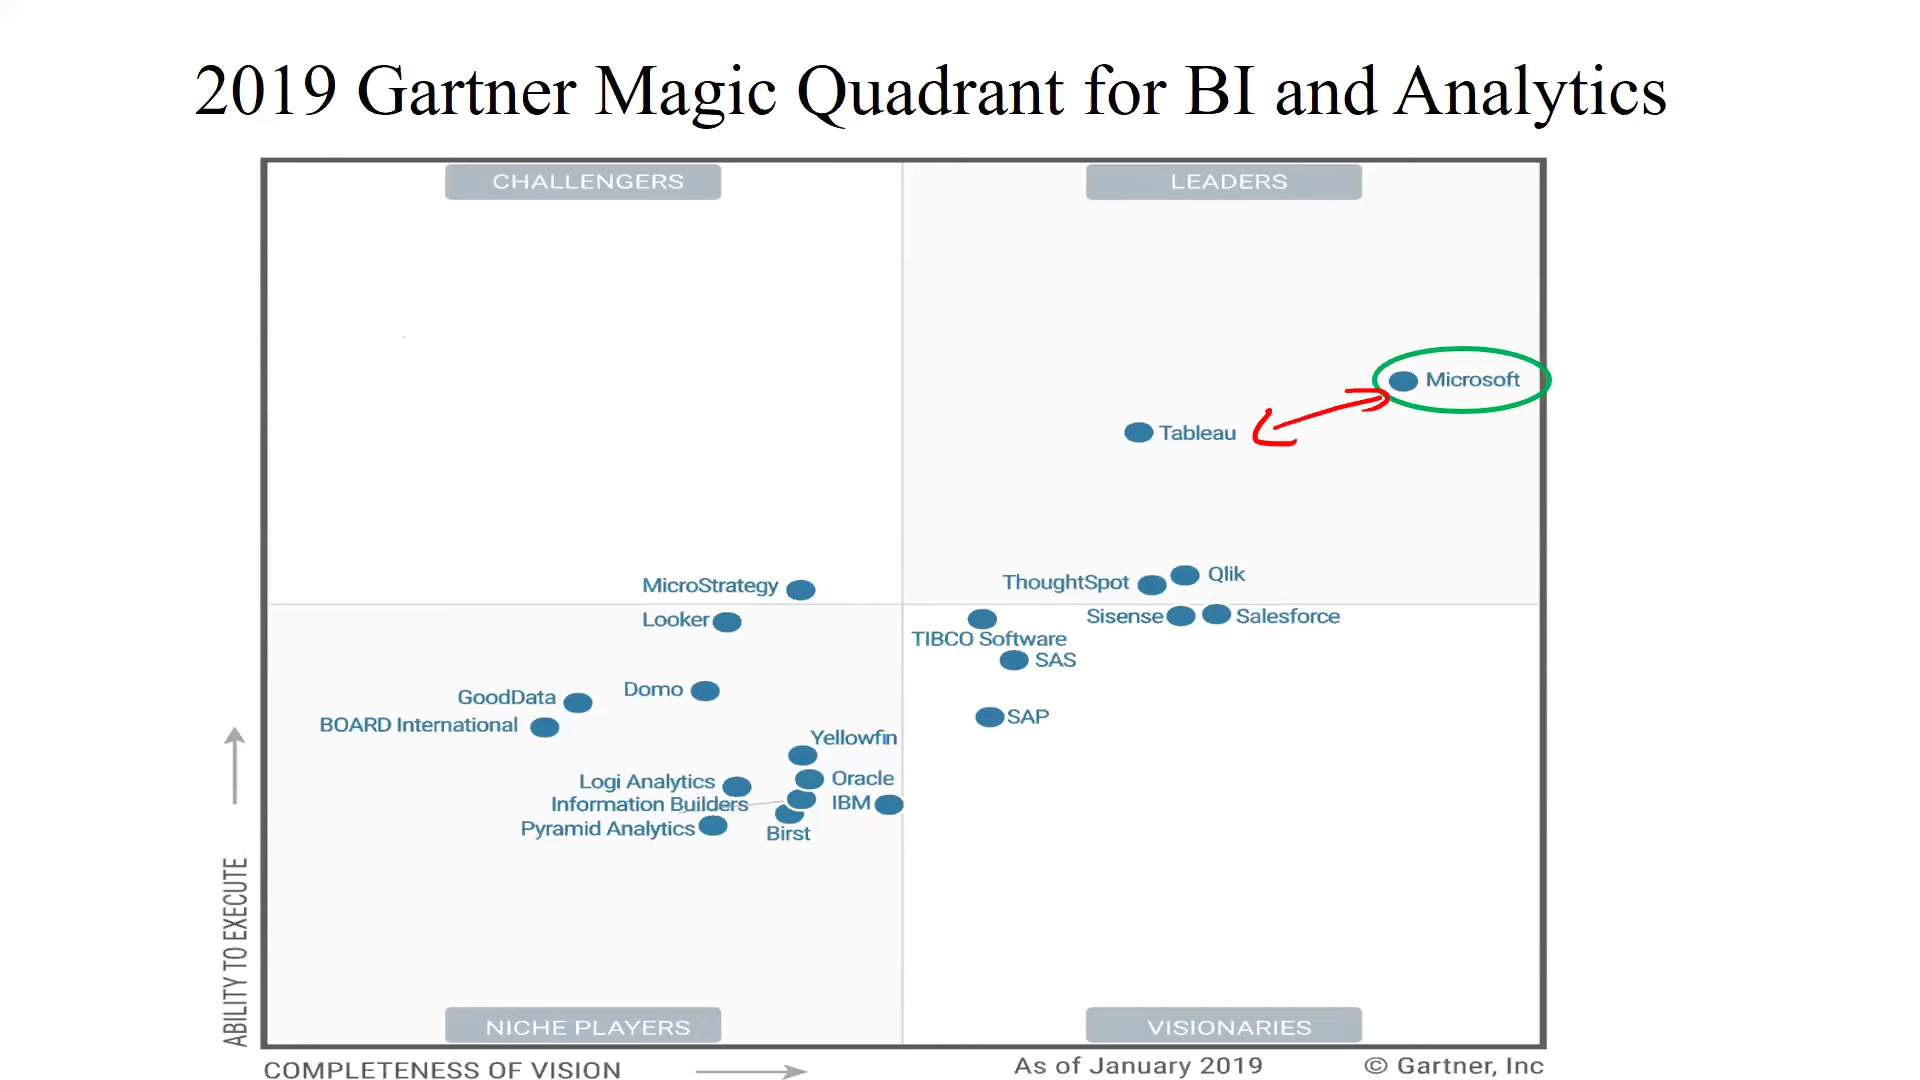 2019 Gartner Magic Quadrant for BI and Analytics
CHALLENGERS
LEADERS
Microsoft
Tableau
MicroStrategy
ThoughtSpot
Qlik
Looker
Sisense
Salesforce
TIBCO Software
SAS
GoodData
Domo
BOARD International
SAP
Yellowfin
Logi Analytics
Oracle
Information Builders
IBM
Pyramid Analytics
Birst
ABILITY TO EXECUTE
NICHE PLAYERS
VISIONARIES
COMPLETENESS OF VISION
As of January 2019
© Gartner, Inc